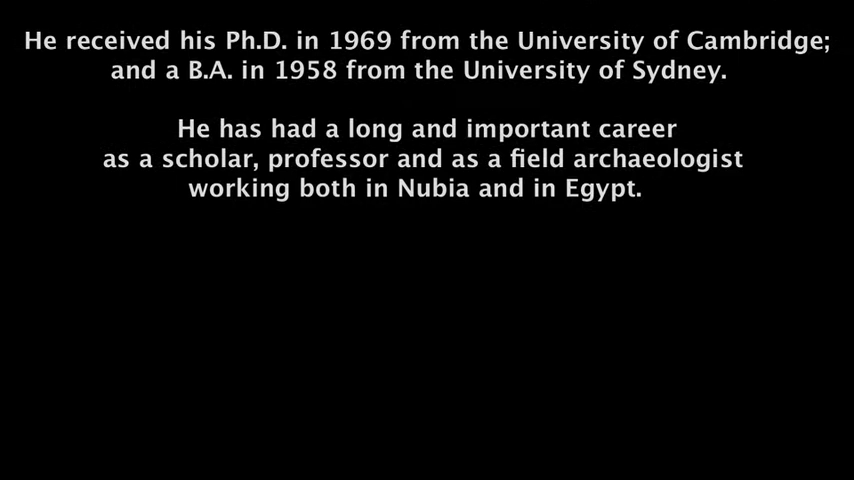 He received his Ph.D. in 1969 from the University of Cambridge;
and a B.A. in 1958 from the University of Sydney.
He has had a long and important career
as a scholar, professor and as a field archaeologist
working both in Nubia and in Egypt.